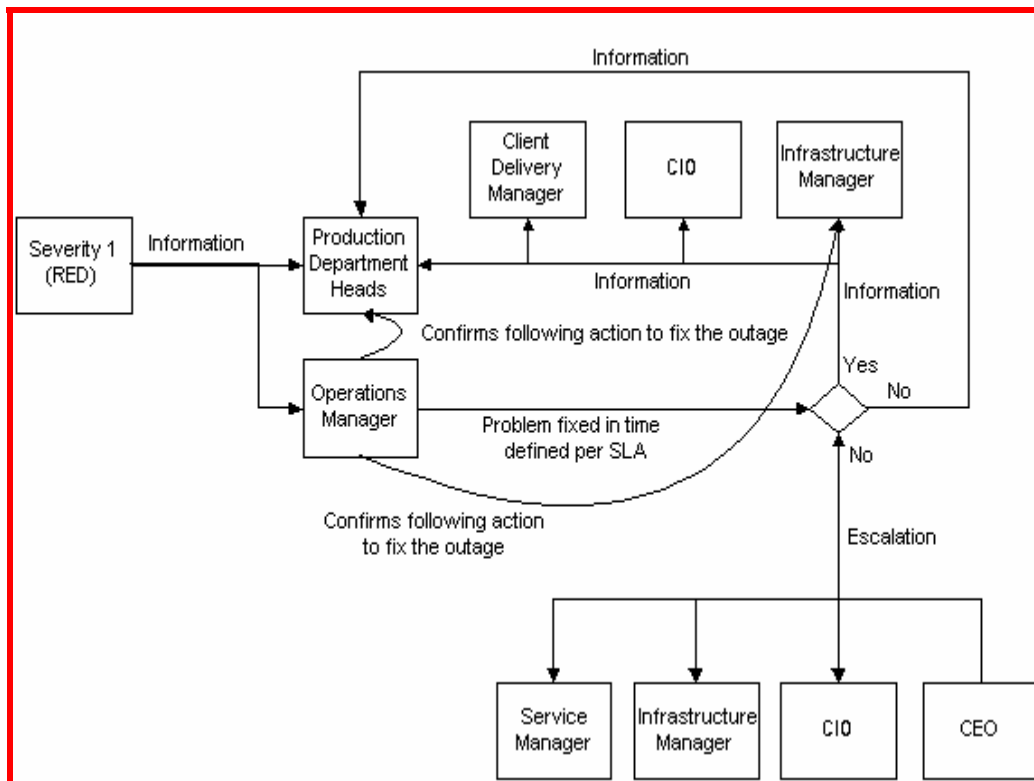 Information
Client
Delivery
Manager
CIO
Infrastructure
Manager
Severity 1
(RED)
Information
Production
Department
Heads
Information
Information
Confirms following action to fix the outage
Yes
No
Operations
Manager
Problem fixed in time
defined per SLA
No
Confirms following action
to fix the outage
Escalation
Service
Manager
Infrastructure
Manager
CIO
CEO